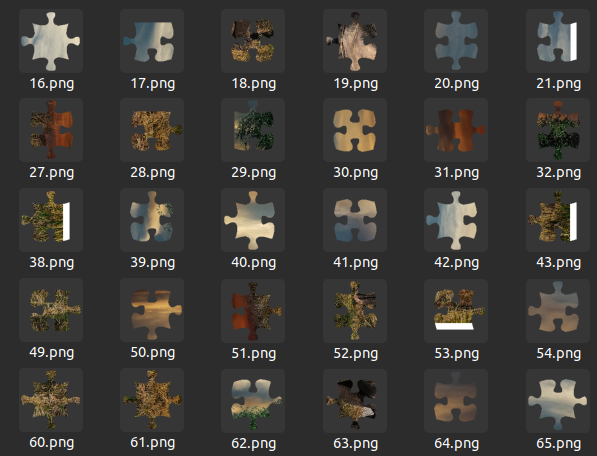 16.png 17.png 18.png 19.png 20.png 21.png
27.png 28.png 29.png 30.png 31.png 32.png
38.png 39.png 40.png 41.png 42.png 43.png
49.png 50.png 51.png 52.png 53.png 54.png
60.png 61.png 62.png 63.png 64.png 65.png